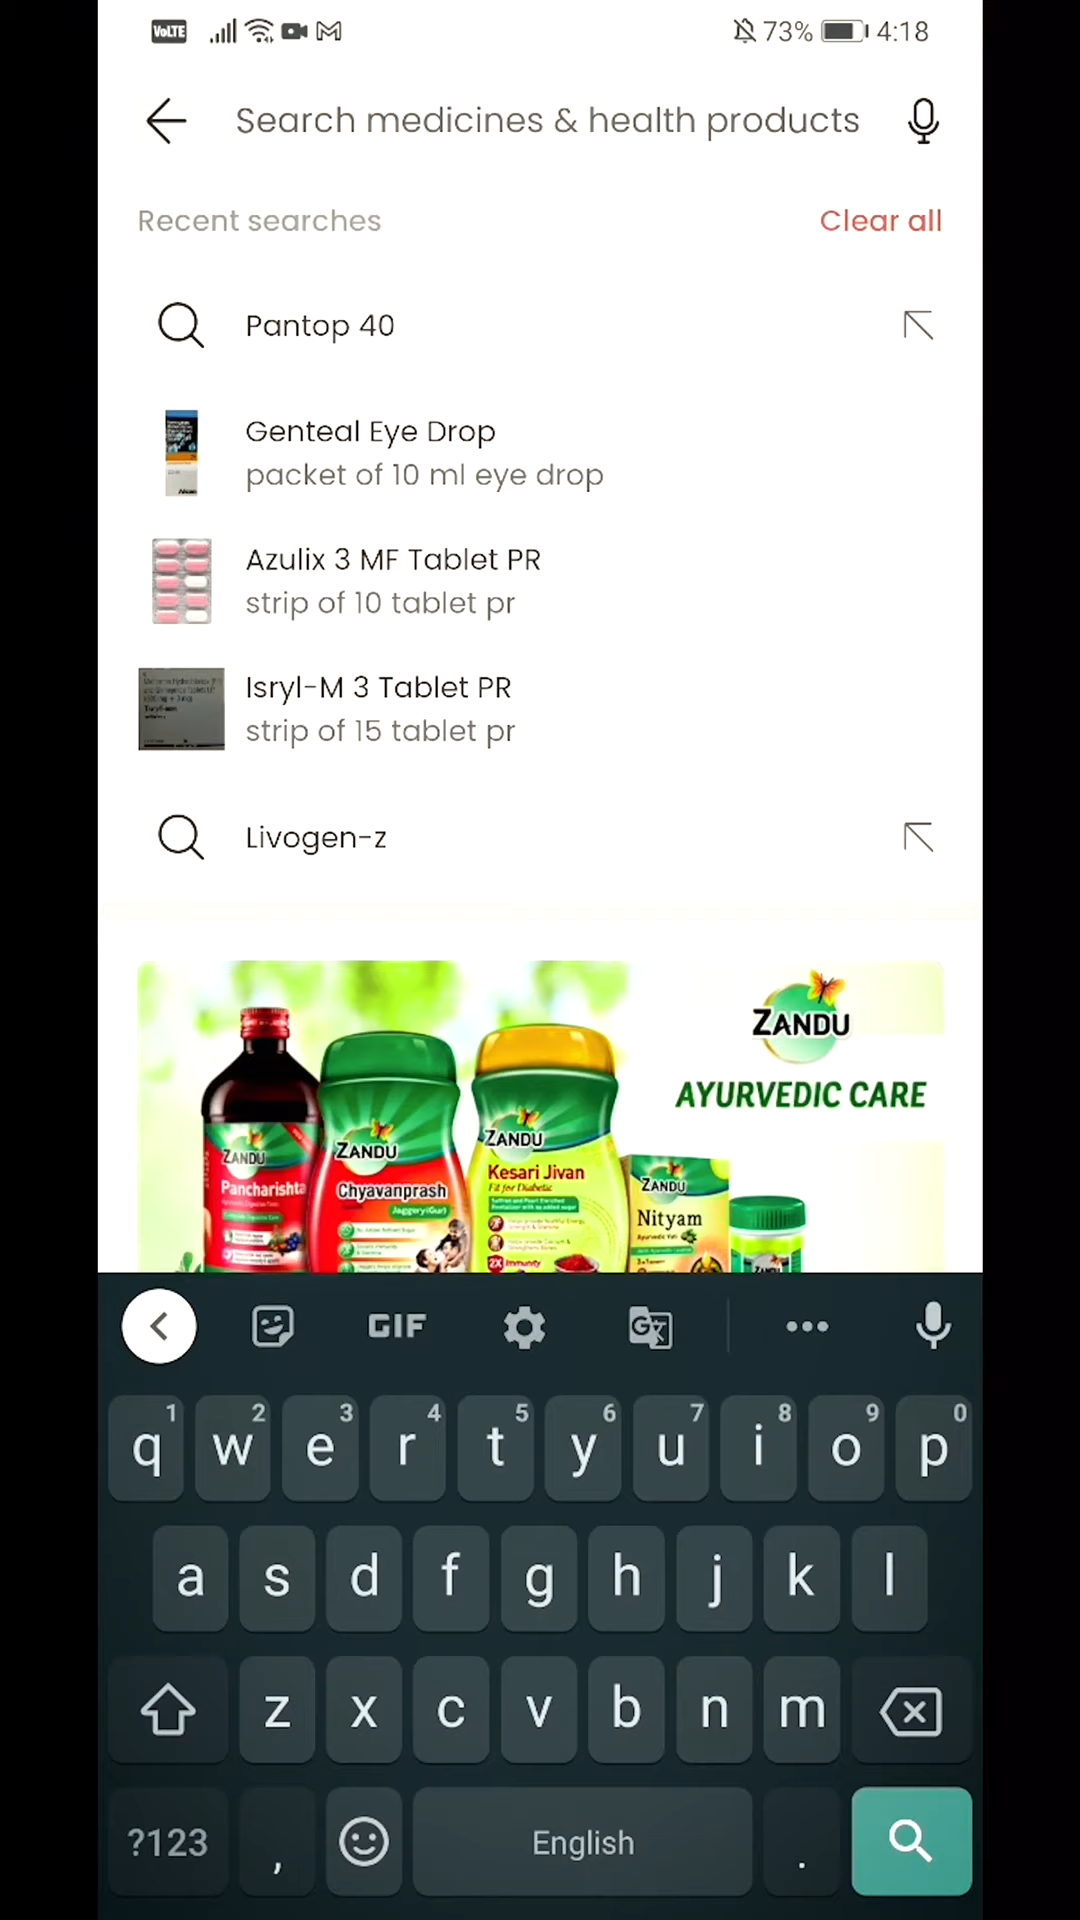 VoLTE 73% 4:18
Search medicines & health products
Recent searches Clear all
Pantop 40
Genteal Eye Drop
packet of 10 ml eye drop
Azulix 3 MF Tablet PR
strip of 10 tablet pr
Isryl-M 3 Tablet PR
strip of 15 tablet pr
Livogen-z
ZANDU
AYURVEDIC CARE
ZANDU
Pancharishta
ZANDU
Chyavanprash
Jaggery(Gur)
ZANDU
Kesari Jivan
Fit for Diabetic
2X Immunity
ZANDU
Nityam
ZANDU
GIF
1 2 3 4 5 6 7 8 9 0
q w e r t y u i o p
a s d f g h j k l
z x c v b n m
?123 , English .